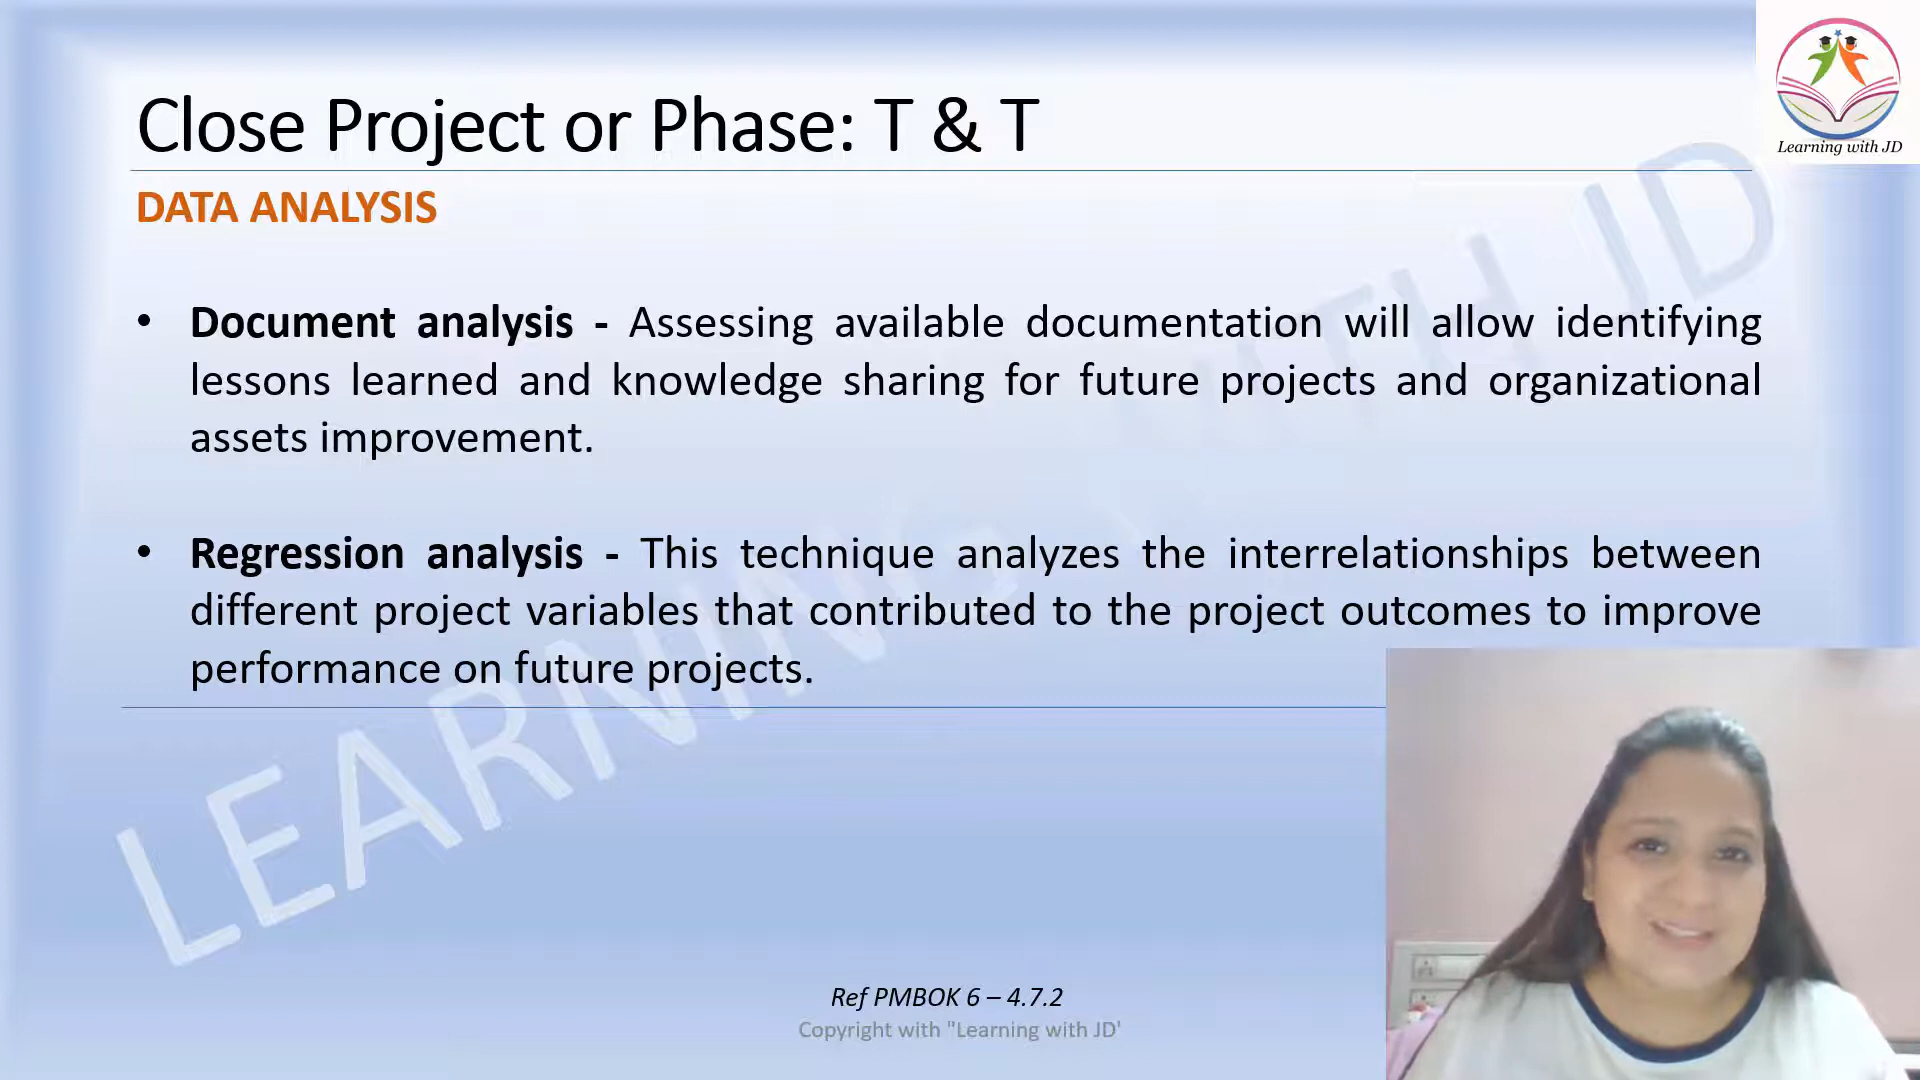 Close Project or Phase: T & T
Learning with JD
DATA ANALYSIS
• Document analysis - Assessing available documentation will allow identifying
lessons learned and knowledge sharing for future projects and organizational
assets improvement.
• Regression analysis - This technique analyzes the interrelationships between
different project variables that contributed to the project outcomes to improve
performance on future projects.
LEARNING WITH JD
Ref PMBOK 6 – 4.7.2
Copyright with "Learning with JD'